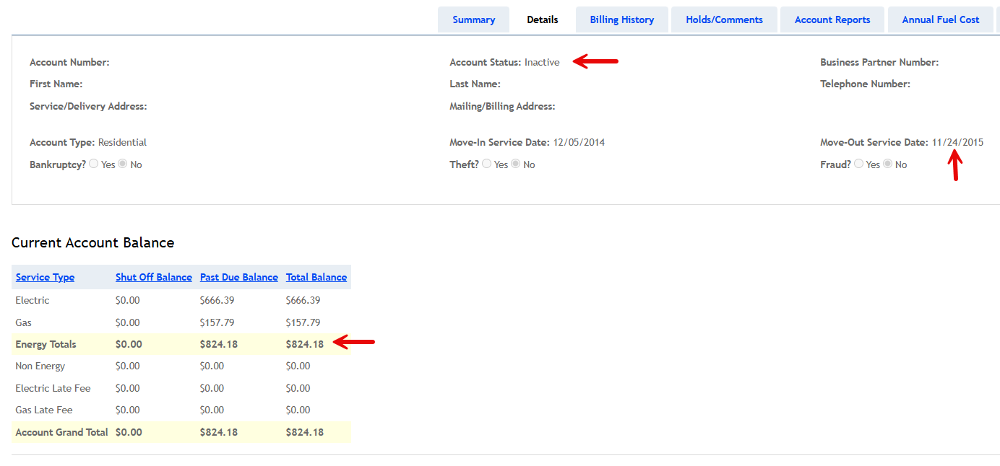 Summary Details Billing History Holds/Comments Account Reports Annual Fuel Cost
Account Number: Account Status: Inactive Business Partner Number:
First Name: Last Name: Telephone Number:
Service/Delivery Address: Mailing/Billing Address:
Account Type: Residential Move-In Service Date: 12/05/2014 Move-Out Service Date: 11/24/2015
Bankruptcy? Yes No Theft? Yes No Fraud? Yes No
Current Account Balance
Service Type Shut Off Balance Past Due Balance Total Balance
Electric $0.00 $666.39 $666.39
Gas $0.00 $157.79 $157.79
Energy Totals $0.00 $824.18 $824.18
Non Energy $0.00 $0.00 $0.00
Electric Late Fee $0.00 $0.00 $0.00
Gas Late Fee $0.00 $0.00 $0.00
Account Grand Total $0.00 $824.18 $824.18